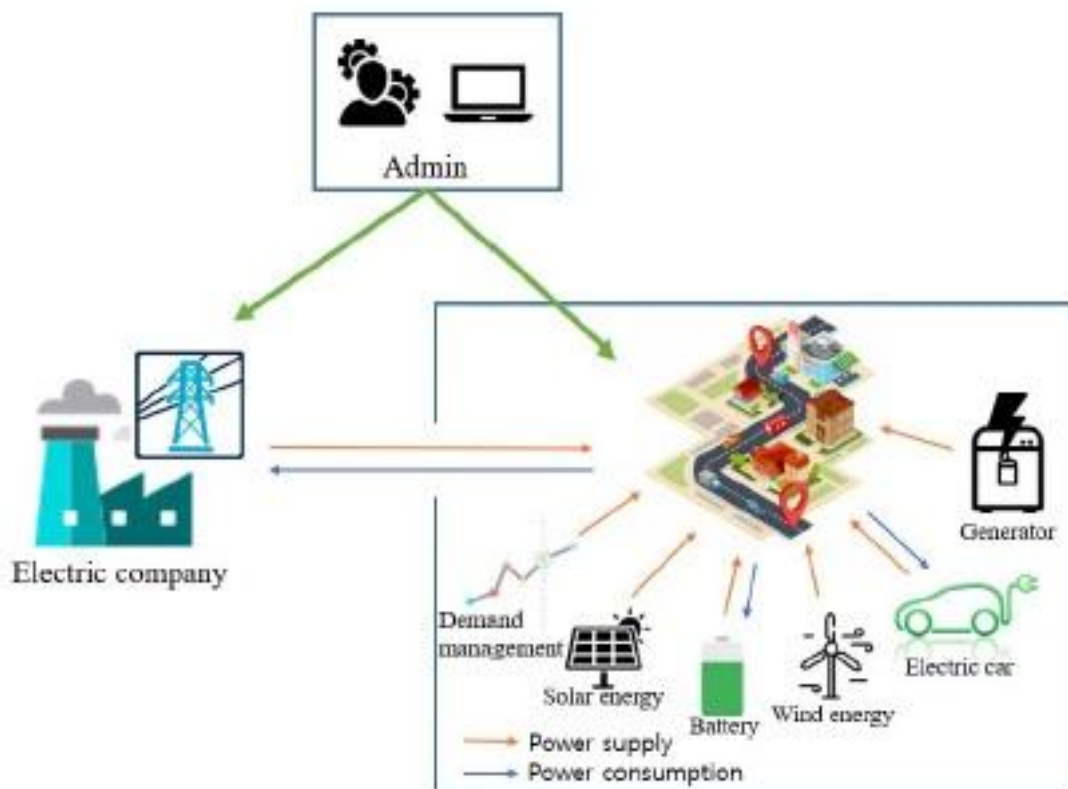 Admin
Electric company
Generator
Demand
management
Solar energy
Battery
Wind energy
Electric car
Power supply
Power consumption